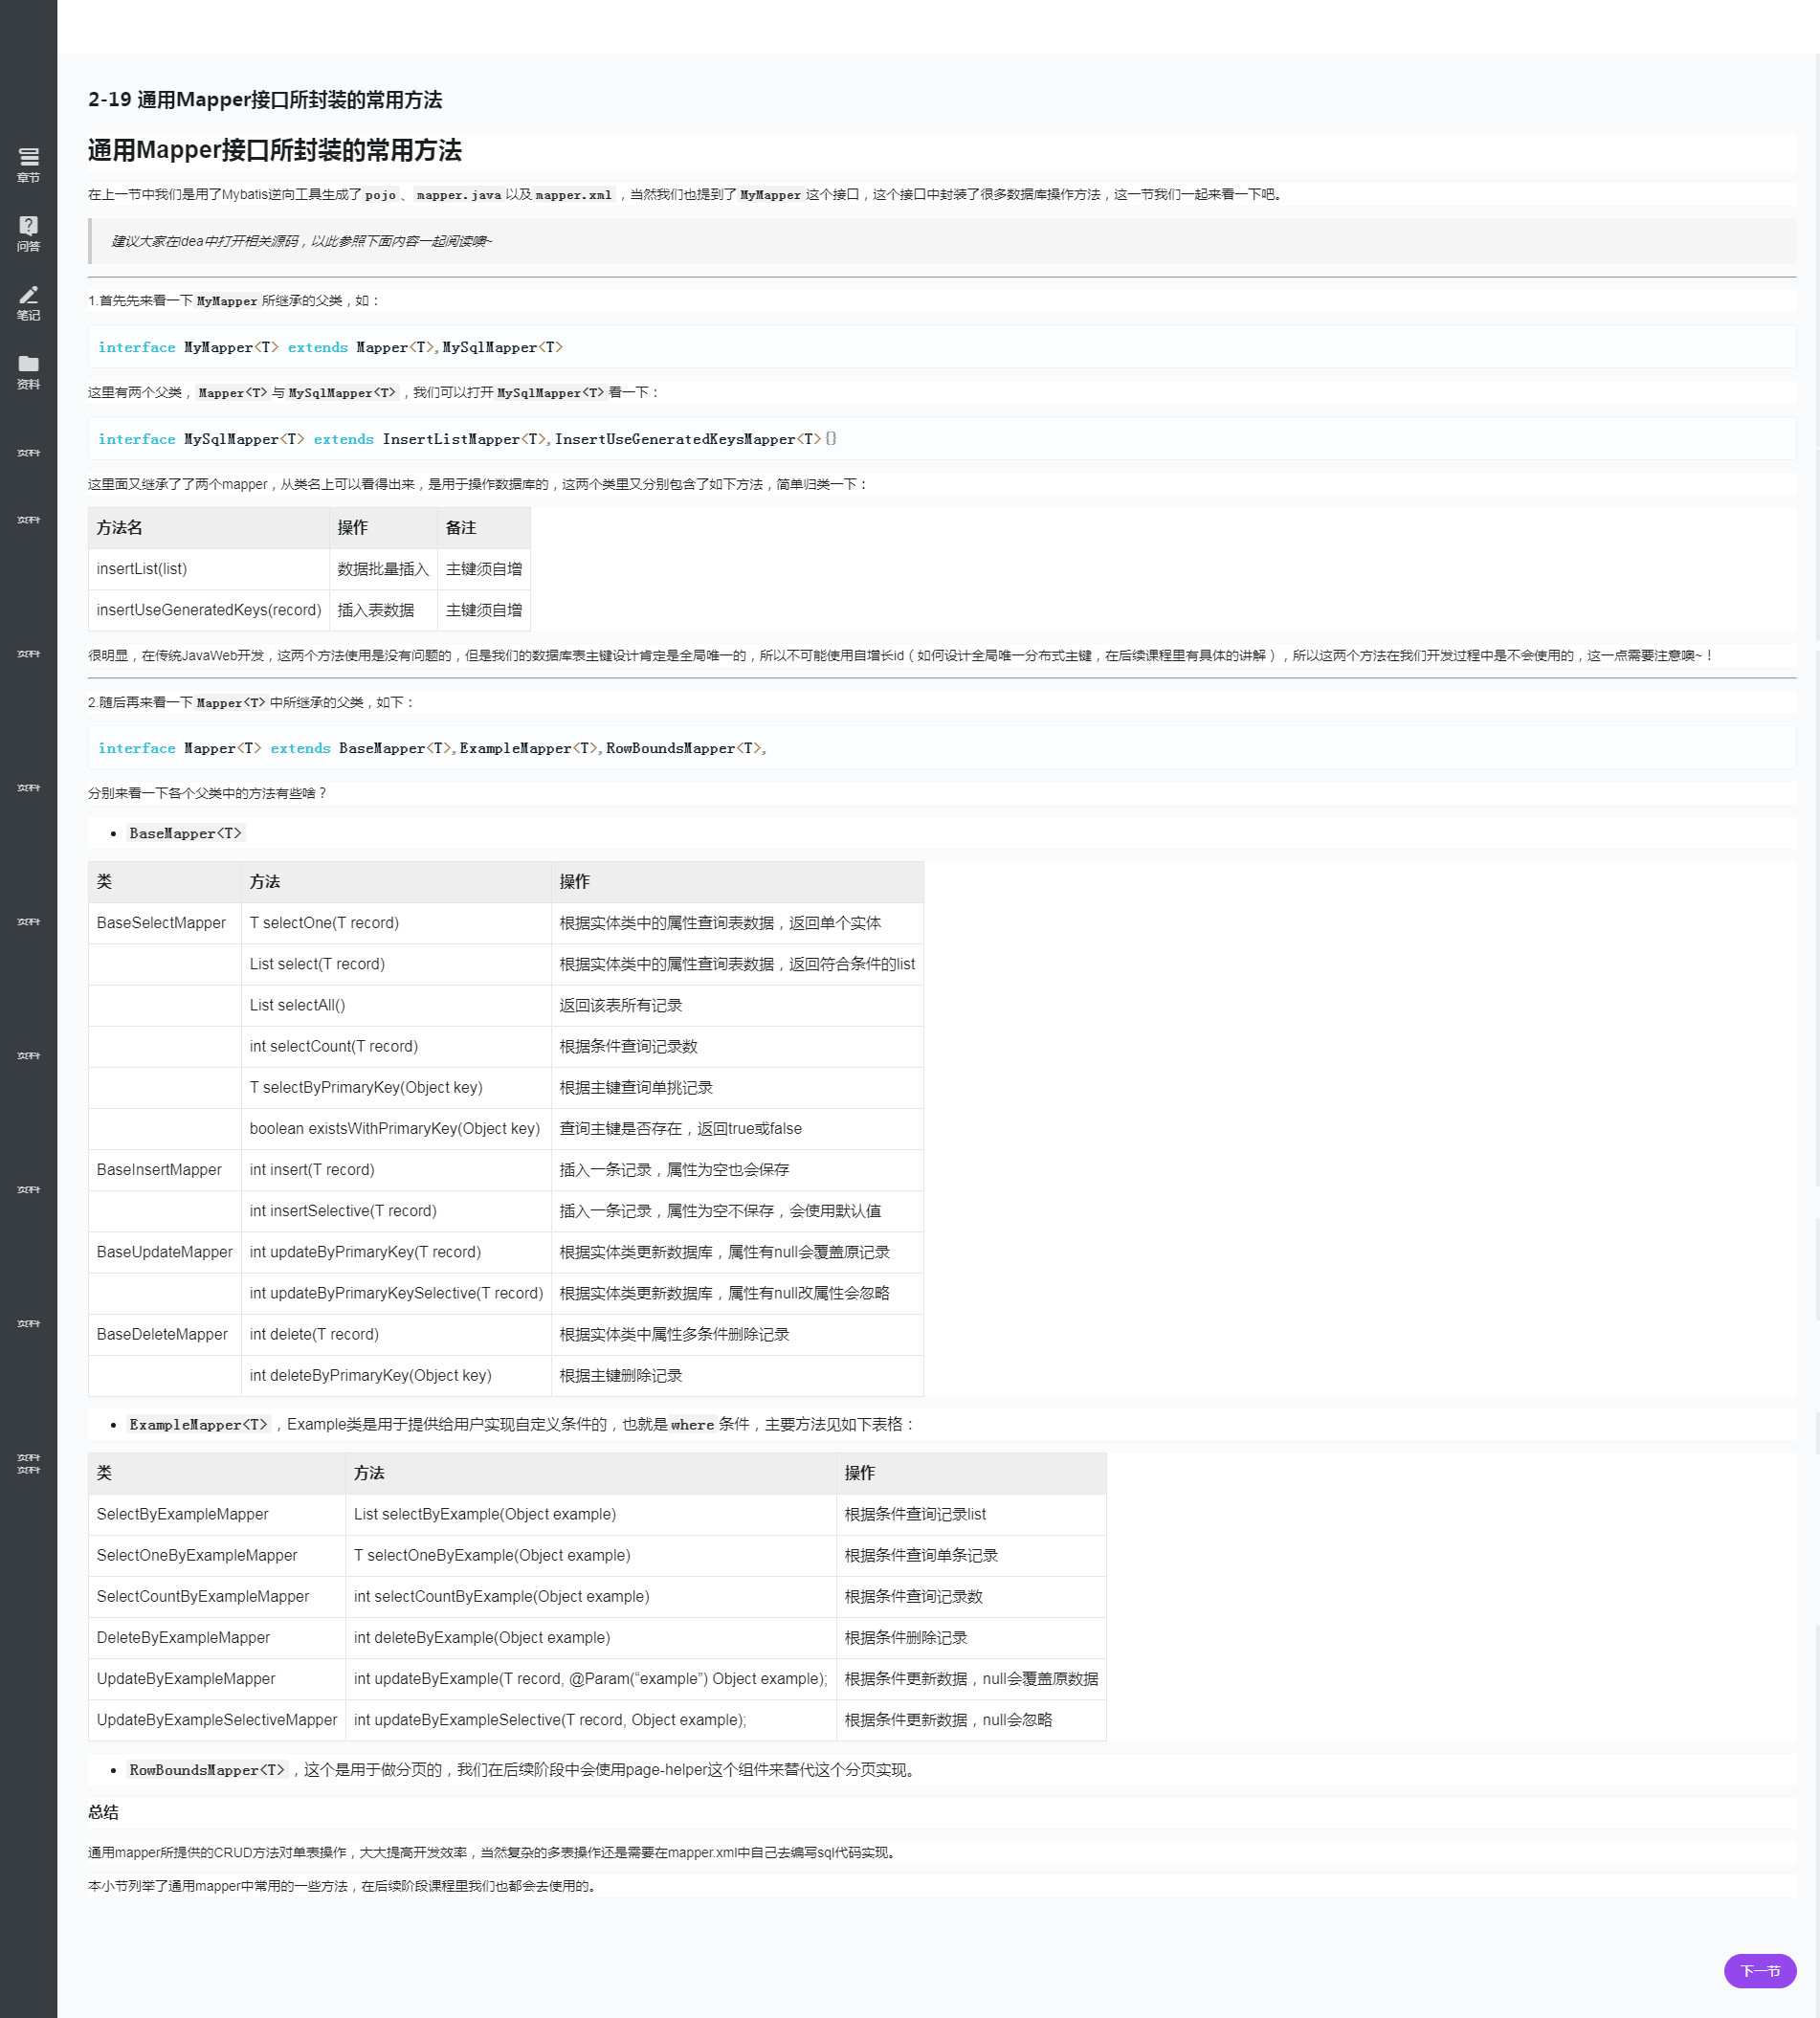 章节
问答
笔记
资料
2-19 通用Mapper接口所封装的常用方法
通用Mapper接口所封装的常用方法
在上一节中我们是用了Mybatis逆向工具生成了 pojo 、 mapper.java 以及 mapper.xml ，当然我们也提到了 MyMapper 这个接口，这个接口中封装了很多数据库操作方法，这一节我们一起来看一下吧。
建议大家在idea中打开相关源码，以此参照下面内容一起阅读噢~
1.首先先来看一下 MyMapper 所继承的父类，如：
interface MyMapper<T> extends Mapper<T>,MySqlMapper<T>
这里有两个父类， Mapper<T> 与 MySqlMapper<T> ，我们可以打开 MySqlMapper<T> 看一下：
interface MySqlMapper<T> extends InsertListMapper<T>,InsertUseGeneratedKeysMapper<T>{}
这里面又继承了了两个mapper，从类名上可以看得出来，是用于操作数据库的，这两个类里又分别包含了如下方法，简单归类一下：
方法名 操作 备注
insertList(list) 数据批量插入 主键须自增
insertUseGeneratedKeys(record) 插入表数据 主键须自增
很明显，在传统JavaWeb开发，这两个方法使用是没有问题的，但是我们的数据库表主键设计肯定是全局唯一的，所以不可能使用自增长id（如何设计全局唯一分布式主键，在后续课程里有具体的讲解），所以这两个方法在我们开发过程中是不会使用的，这一点需要注意噢~！
2.随后再来看一下 Mapper<T> 中所继承的父类，如下：
interface Mapper<T> extends BaseMapper<T>,ExampleMapper<T>,RowBoundsMapper<T>,
分别来看一下各个父类中的方法有些啥？
• BaseMapper<T>
类 方法 操作
BaseSelectMapper T selectOne(T record) 根据实体类中的属性查询表数据，返回单个实体
List select(T record) 根据实体类中的属性查询表数据，返回符合条件的list
List selectAll() 返回该表所有记录
int selectCount(T record) 根据条件查询记录数
T selectByPrimaryKey(Object key) 根据主键查询单挑记录
boolean existsWithPrimaryKey(Object key) 查询主键是否存在，返回true或false
BaseInsertMapper int insert(T record) 插入一条记录，属性为空也会保存
int insertSelective(T record) 插入一条记录，属性为空不保存，会使用默认值
BaseUpdateMapper int updateByPrimaryKey(T record) 根据实体类更新数据库，属性有null会覆盖原记录
int updateByPrimaryKeySelective(T record) 根据实体类更新数据库，属性有null改属性会忽略
BaseDeleteMapper int delete(T record) 根据实体类中属性多条件删除记录
int deleteByPrimaryKey(Object key) 根据主键删除记录
• ExampleMapper<T> ，Example类是用于提供给用户实现自定义条件的，也就是 where 条件，主要方法见如下表格：
类 方法 操作
SelectByExampleMapper List selectByExample(Object example) 根据条件查询记录list
SelectOneByExampleMapper T selectOneByExample(Object example) 根据条件查询单条记录
SelectCountByExampleMapper int selectCountByExample(Object example) 根据条件查询记录数
DeleteByExampleMapper int deleteByExample(Object example) 根据条件删除记录
UpdateByExampleMapper int updateByExample(T record, @Param(“example”) Object example); 根据条件更新数据，null会覆盖原数据
UpdateByExampleSelectiveMapper int updateByExampleSelective(T record, Object example); 根据条件更新数据，null会忽略
• RowBoundsMapper<T> ，这个是用于做分页的，我们在后续阶段中会使用page-helper这个组件来替代这个分页实现。
总结
通用mapper所提供的CRUD方法对单表操作，大大提高开发效率，当然复杂的多表操作还是需要在mapper.xml中自己去编写sql代码实现。
本小节列举了通用mapper中常用的一些方法，在后续阶段课程里我们也都会去使用的。
下一节